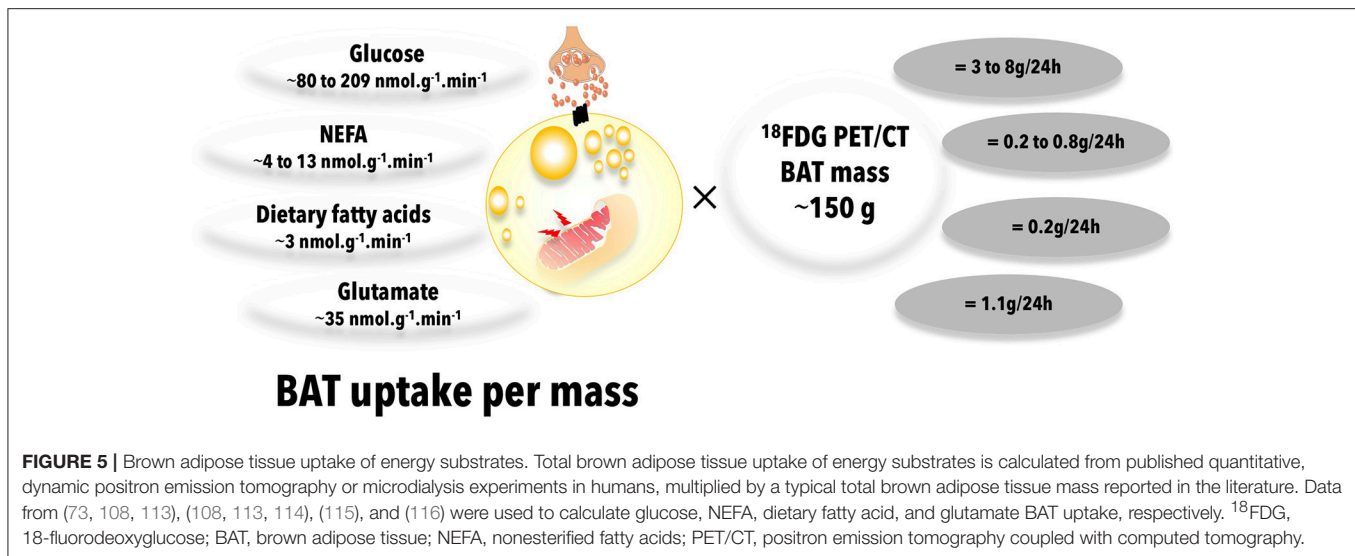 Glucose
~80 to 209 nmol.g⁻¹.min⁻¹
NEFA
~4 to 13 nmol.g⁻¹.min⁻¹
Dietary fatty acids
~3 nmol.g⁻¹.min⁻¹
Glutamate
~35 nmol.g⁻¹.min⁻¹
×
¹⁸FDG PET/CT
BAT mass
~150 g
= 3 to 8g/24h
= 0.2 to 0.8g/24h
= 0.2g/24h
= 1.1g/24h
BAT uptake per mass
FIGURE 5 | Brown adipose tissue uptake of energy substrates. Total brown adipose tissue uptake of energy substrates is calculated from published quantitative,
dynamic positron emission tomography or microdialysis experiments in humans, multiplied by a typical total brown adipose tissue mass reported in the literature. Data
from (73, 108, 113), (108, 113, 114), (115), and (116) were used to calculate glucose, NEFA, dietary fatty acid, and glutamate BAT uptake, respectively. ¹⁸FDG,
18-fluorodeoxyglucose; BAT, brown adipose tissue; NEFA, nonesterified fatty acids; PET/CT, positron emission tomography coupled with computed tomography.